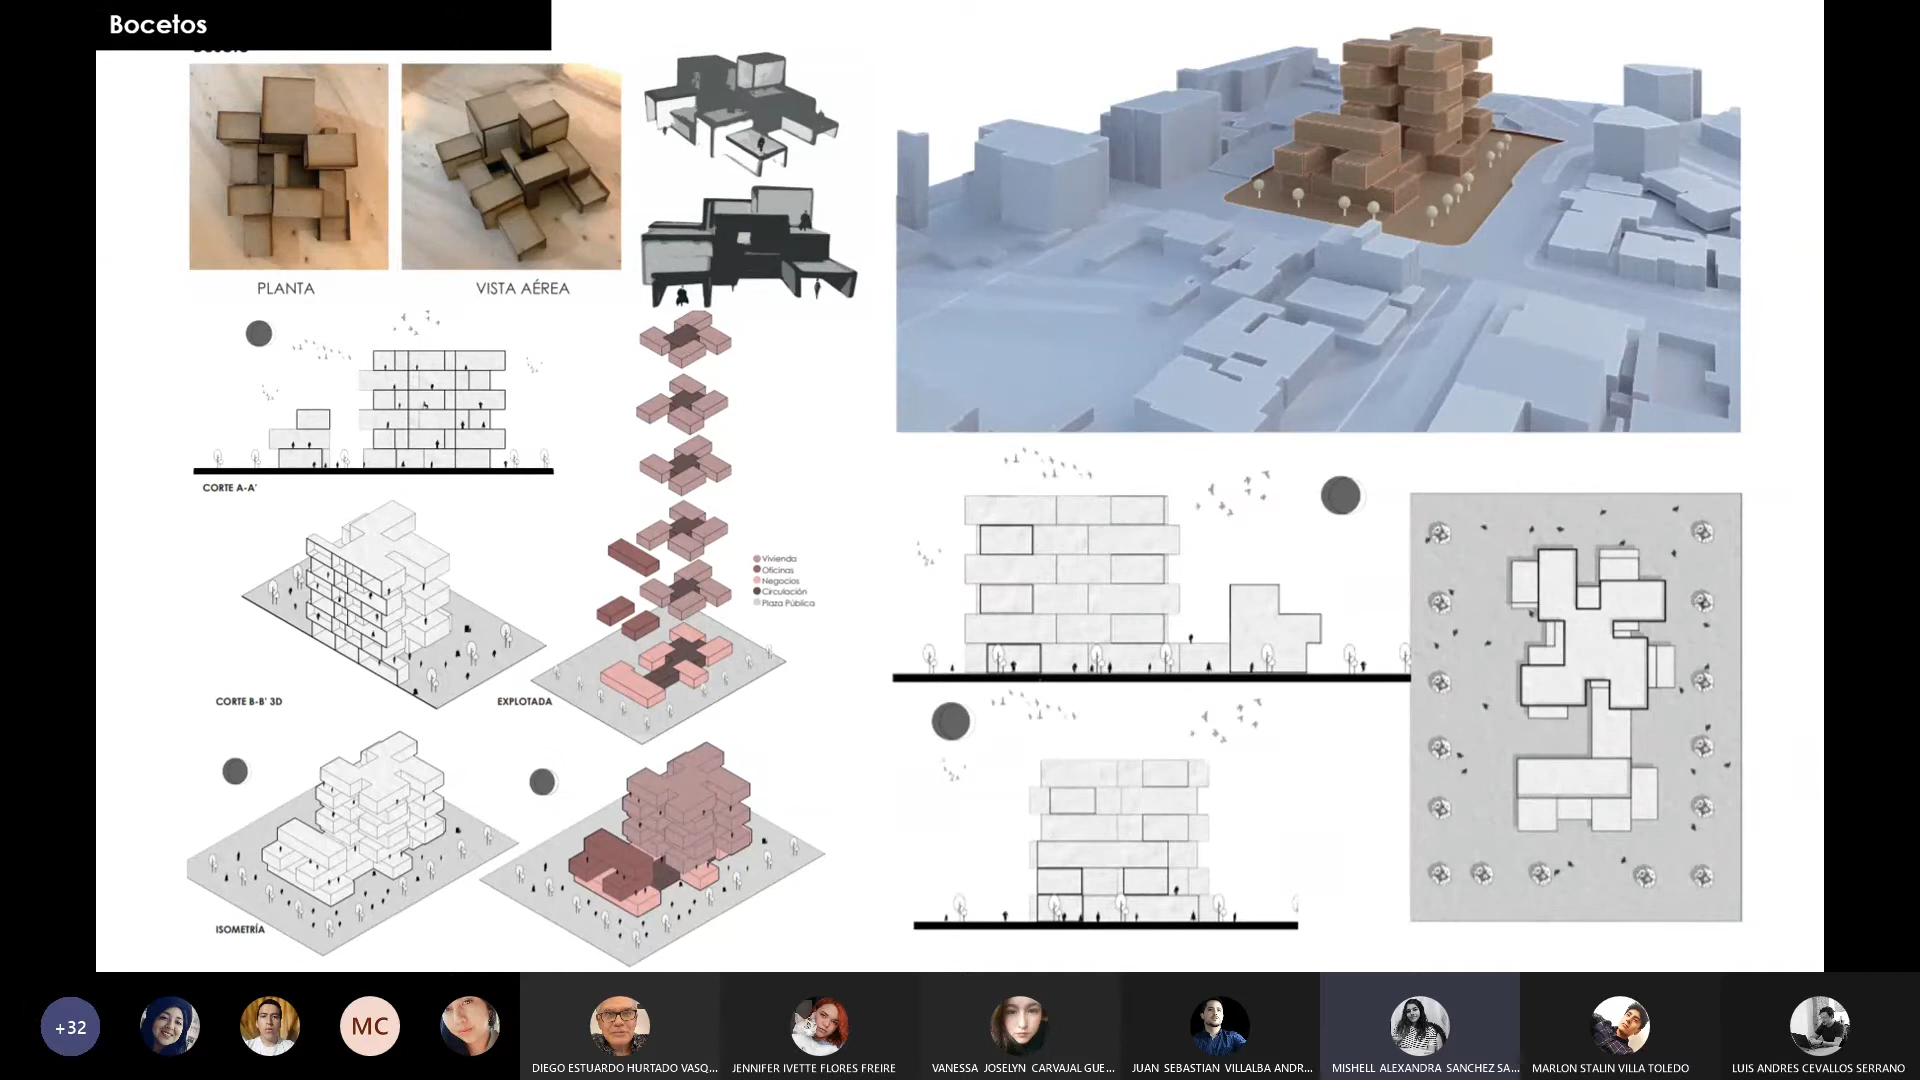 Bocetos
PLANTA
VISTA AÉREA
CORTE A-A'
Vivienda
Oficinas
Negocios
Circulación
Plaza Pública
CORTE B-B' 3D
EXPLOTADA
ISOMETRÍA
+32
MC
DIEGO ESTUARDO HURTADO VASQ...
JENNIFER IVETTE FLORES FREIRE
VANESSA JOSELYN CARVAJAL GUE...
JUAN SEBASTIAN VILLALBA ANDR...
MISHELL ALEXANDRA SANCHEZ SA...
MARLON STALIN VILLA TOLEDO
LUIS ANDRES CEVALLOS SERRANO